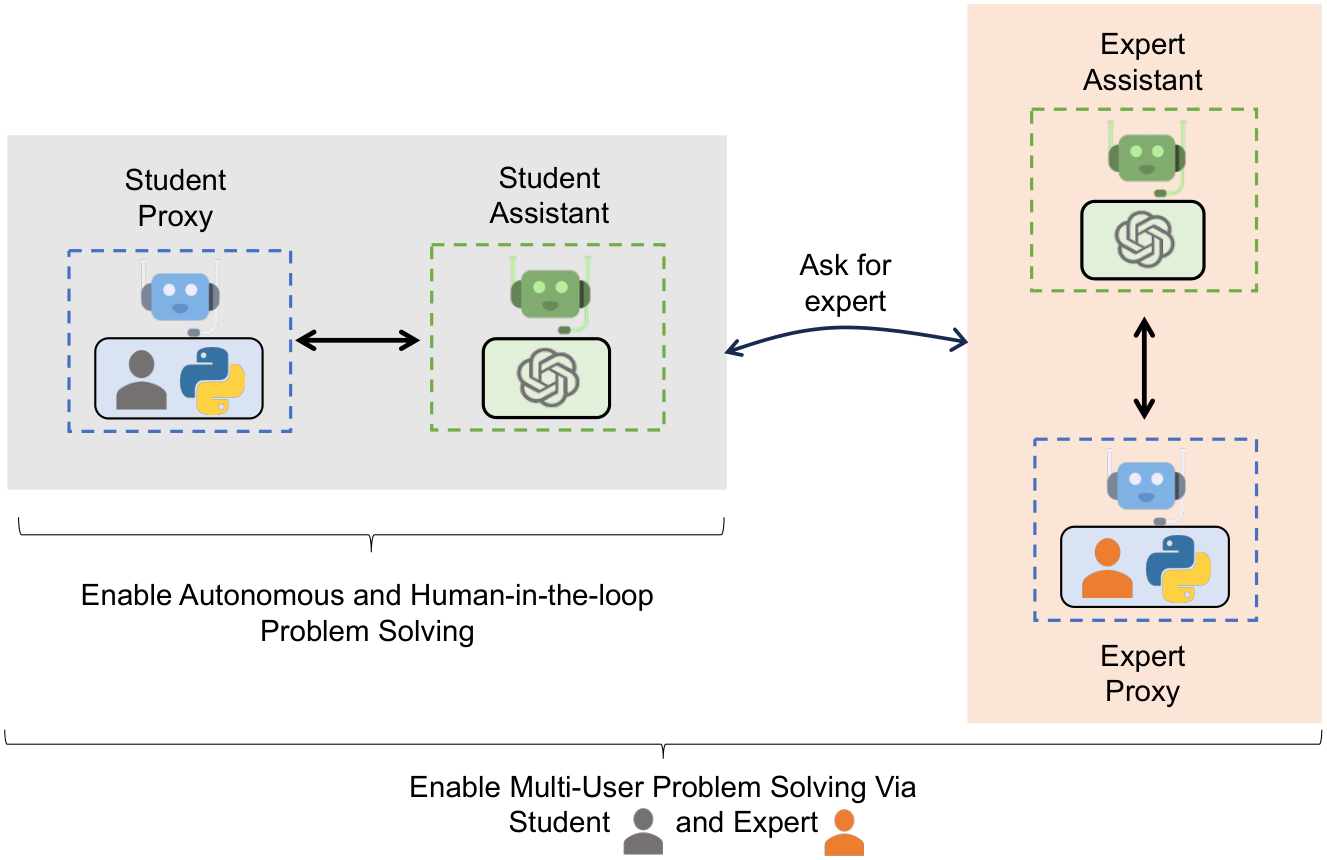 Expert
Assistant
Student
Proxy
Student
Assistant
Ask for
expert
Enable Autonomous and Human-in-the-loop
Problem Solving
Expert
Proxy
Enable Multi-User Problem Solving Via
Student and Expert